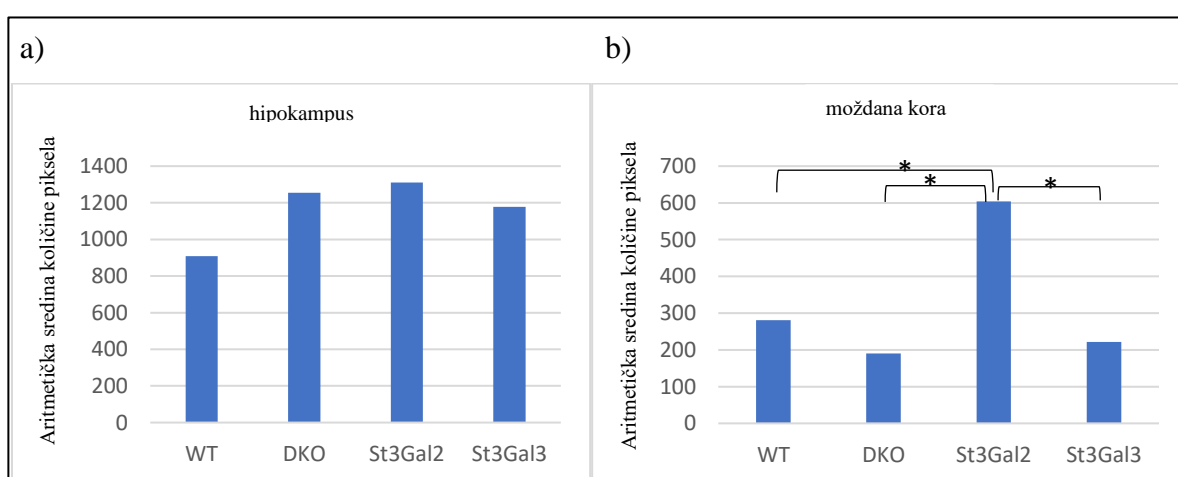 a)
hipokampus
Aritmetička sredina količine piksela
1400
1200
1000
800
600
400
200
0
WT DKO St3Gal2 St3Gal3
b)
moždana kora
Aritmetička sredina količine piksela
700
600
500
400
300
200
100
0
* * *
WT DKO St3Gal2 St3Gal3